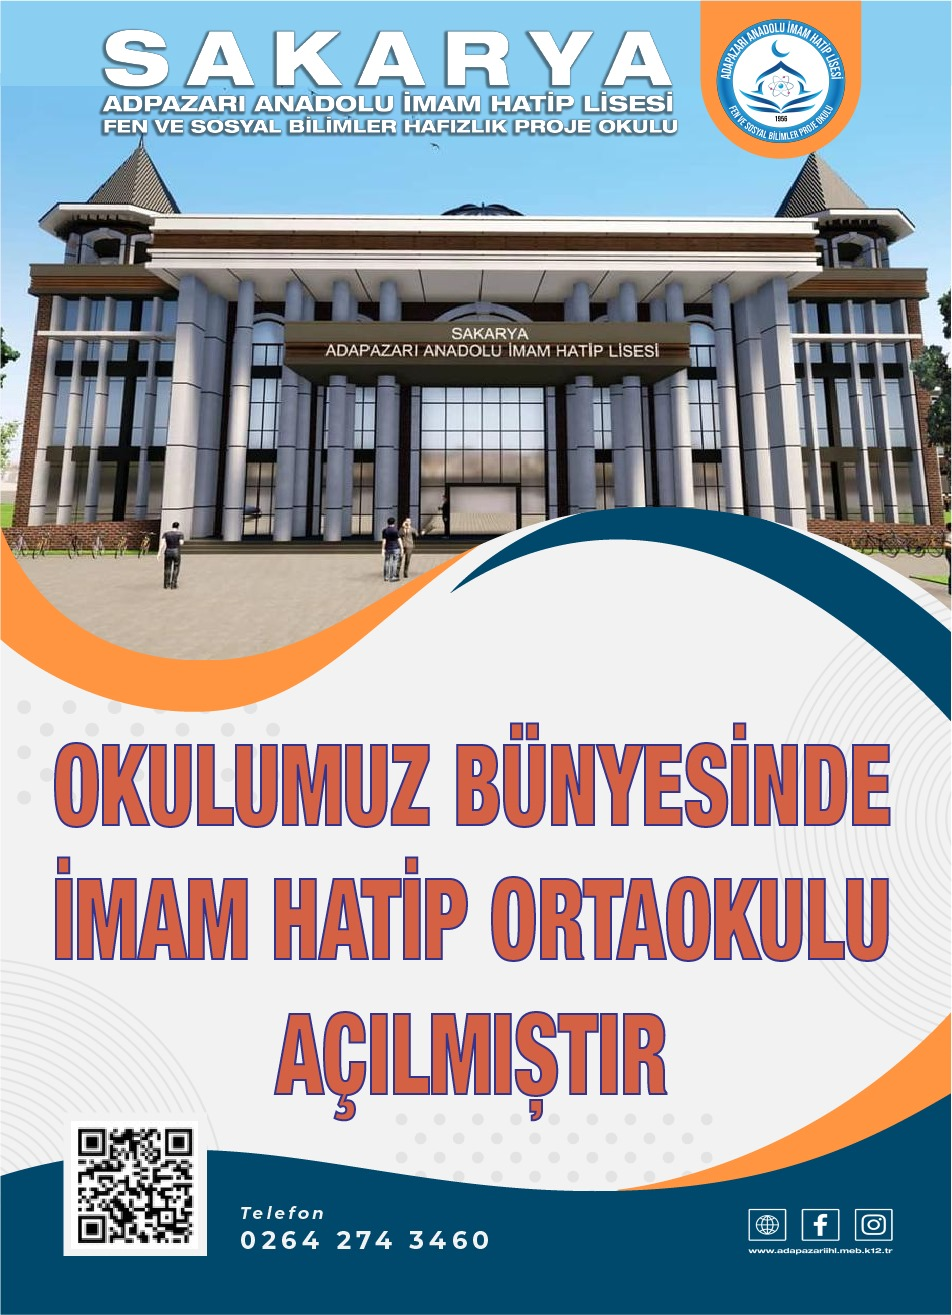 SAKARYA
ADPAZARI ANADOLU İMAM HATİP LİSESİ
FEN VE SOSYAL BİLİMLER HAFIZLIK PROJE OKULU
ADAPAZARI ANADOLU İMAM HATİP LİSESİ
1956
FEN VE SOSYAL BİLİMLER PROJE OKULU
SAKARYA
ADAPAZARI ANADOLU İMAM HATİP LİSESİ
OKULUMUZ BÜNYESİNDE
İMAM HATİP ORTAOKULU
AÇILMIŞTIR
Telefon
0264 274 3460
www.adapazariihl.meb.k12.tr